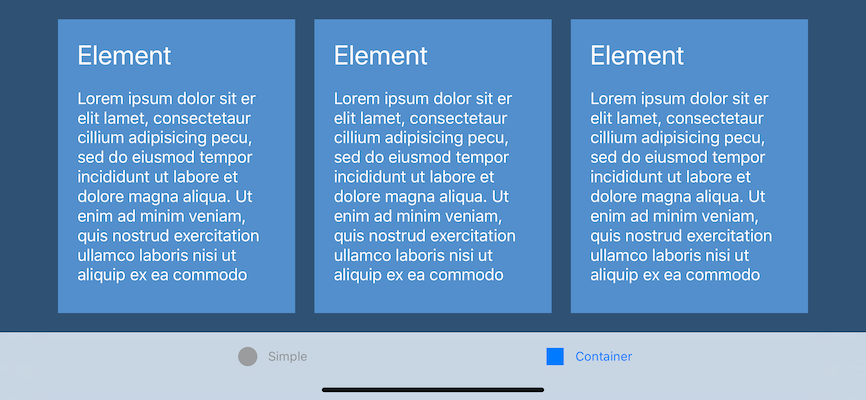 Element
Lorem ipsum dolor sit er
elit lamet, consectetaur
cillium adipisicing pecu,
sed do eiusmod tempor
incididunt ut labore et
dolore magna aliqua. Ut
enim ad minim veniam,
quis nostrud exercitation
ullamco laboris nisi ut
aliquip ex ea commodo
Element
Lorem ipsum dolor sit er
elit lamet, consectetaur
cillium adipisicing pecu,
sed do eiusmod tempor
incididunt ut labore et
dolore magna aliqua. Ut
enim ad minim veniam,
quis nostrud exercitation
ullamco laboris nisi ut
aliquip ex ea commodo
Element
Lorem ipsum dolor sit er
elit lamet, consectetaur
cillium adipisicing pecu,
sed do eiusmod tempor
incididunt ut labore et
dolore magna aliqua. Ut
enim ad minim veniam,
quis nostrud exercitation
ullamco laboris nisi ut
aliquip ex ea commodo
Simple
Container